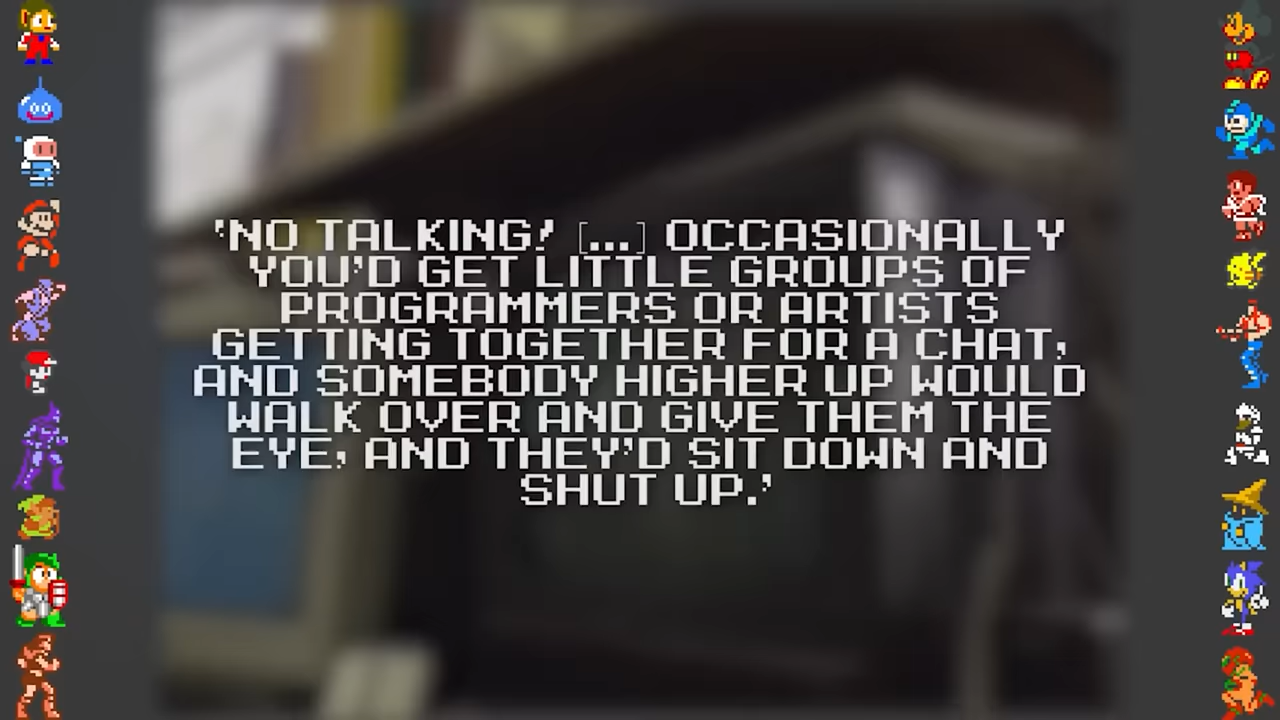 'NO TALKING! [...] OCCASIONALLY
YOU'D GET LITTLE GROUPS OF
PROGRAMMERS OR ARTISTS
GETTING TOGETHER FOR A CHAT,
AND SOMEBODY HIGHER UP WOULD
WALK OVER AND GIVE THEM THE
EYE, AND THEY'D SIT DOWN AND
SHUT UP.'